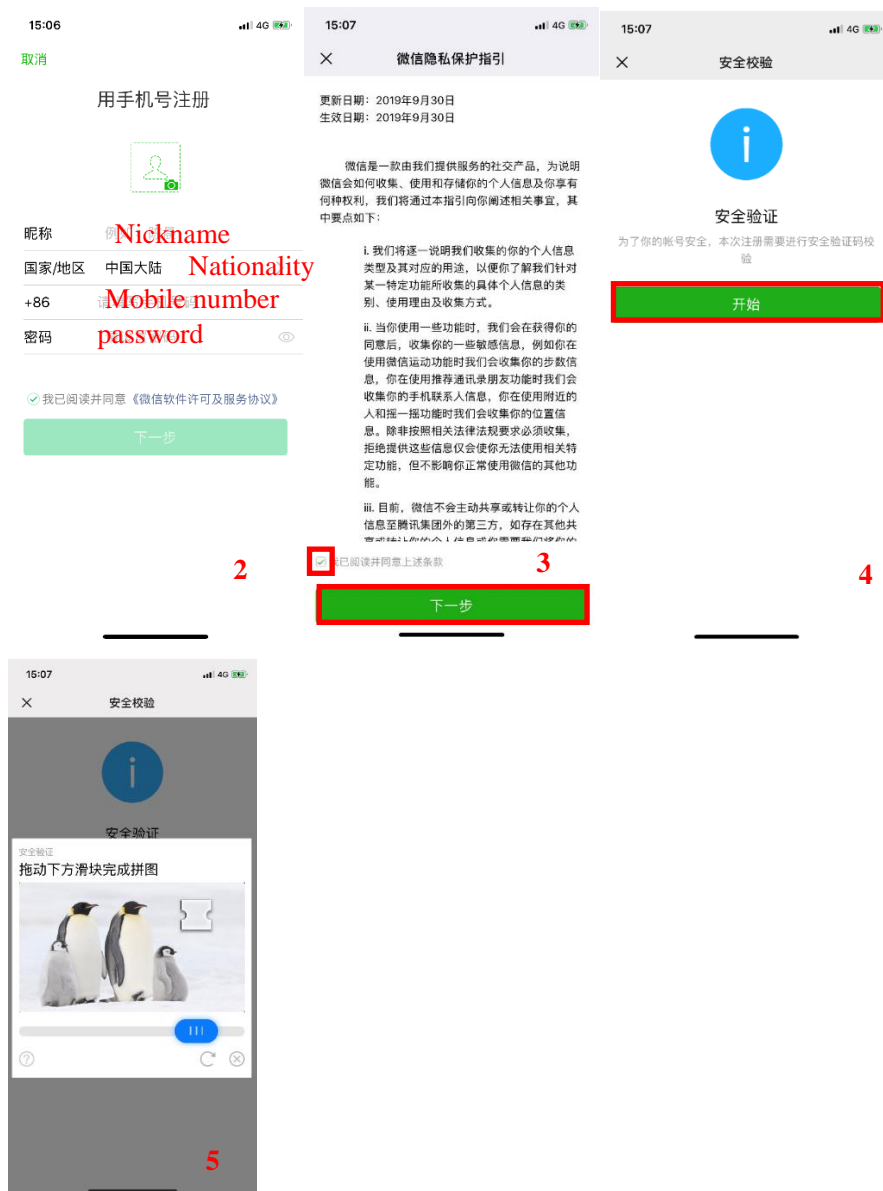 15:06
4G
取消
用手机号注册
昵称
Nickname
国家/地区
中国大陆
Nationality
+86
Mobile number
密码
password
我已阅读并同意《微信软件许可及服务协议》
下一步
2
15:07
4G
微信隐私保护指引
更新日期：2019年9月30日
生效日期：2019年9月30日
微信是一款由我们提供服务的社交产品，为说明
微信会如何收集、使用和存储你的个人信息及你享有
何种权利，我们将通过本指引向你阐述相关事宜，其
中要点如下：
i. 我们将逐一说明我们收集的你的个人信息
类型及其对应的用途，以便你了解我们针对
某一特定功能所收集的具体个人信息的类
别、使用理由及收集方式。
ii. 当你使用一些功能时，我们会在获得你的
同意后，收集你的一些敏感信息，例如你在
使用微信运动功能时我们会收集你的步数信
息，你在使用推荐通讯录朋友功能时我们会
收集你的手机联系人信息，你在使用附近的
人和摇一摇功能时我们会收集你的位置信
息。除非按照相关法律法规要求必须收集，
拒绝提供这些信息仅会使你无法使用相关特
定功能，但不影响你正常使用微信的其他功
能。
iii. 目前，微信不会主动共享或转让你的个人
信息至腾讯集团外的第三方，如存在其他共
已阅读并同意上述条款
3
下一步
15:07
4G
安全校验
安全验证
为了你的帐号安全，本次注册需要进行安全验证码校
验
开始
4
15:07
4G
安全校验
安全验证
安全验证
拖动下方滑块完成拼图
5